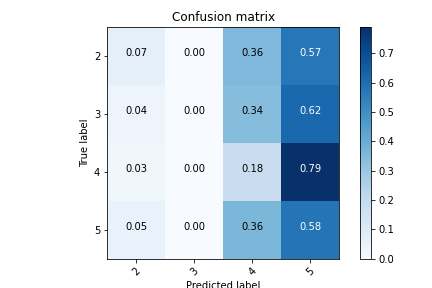 Confusion matrix
True label
2 0.07 0.00 0.36 0.57
3 0.04 0.00 0.34 0.62
4 0.03 0.00 0.18 0.79
5 0.05 0.00 0.36 0.58
2 3 4 5
Predicted label
0.7
0.6
0.5
0.4
0.3
0.2
0.1
0.0